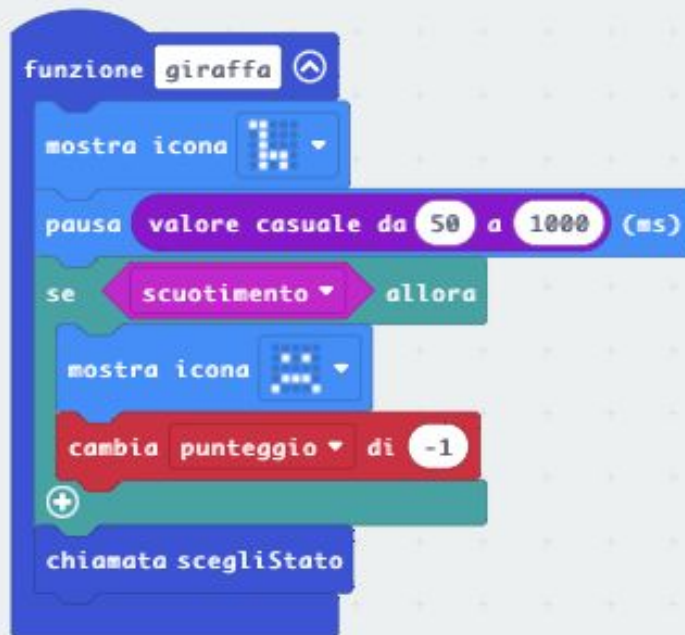 funzione giraffa
mostra icona
pausa valore casuale da 50 a 1000 (ms)
se scuotimento allora
mostra icona
cambia punteggio di -1
chiamata scegliStato